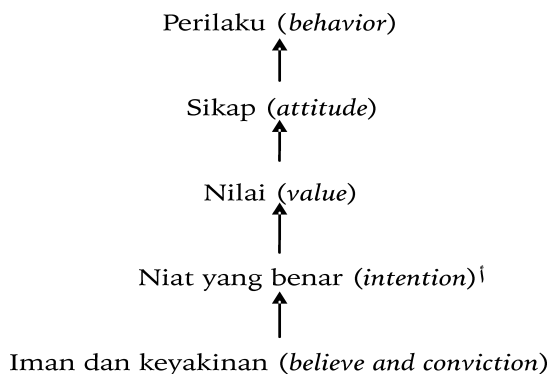 Perilaku (behavior)
Sikap (attitude)
Nilai (value)
Niat yang benar (intention)أ
Iman dan keyakinan (believe and conviction)